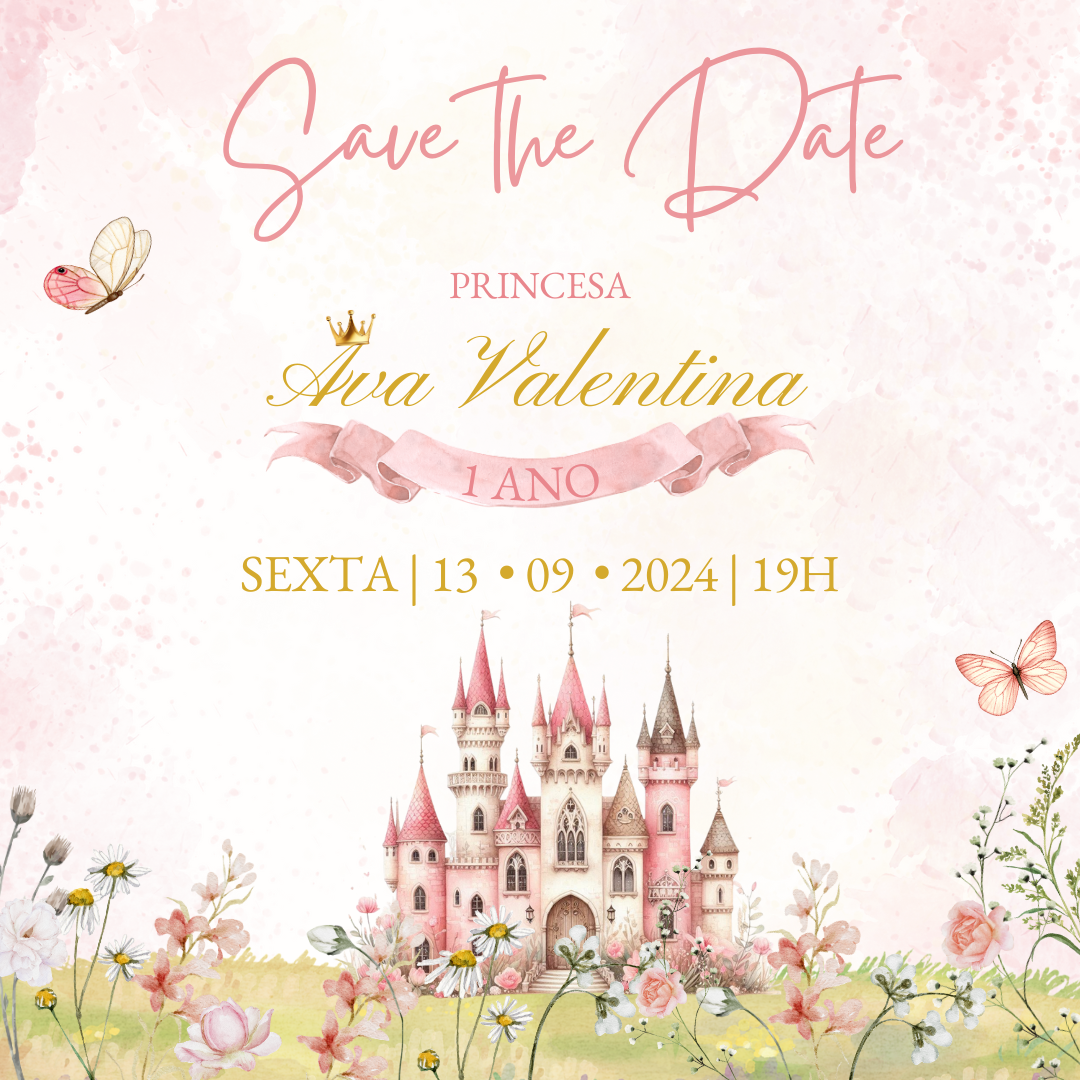 Save the Date
PRINCESA
Ava Valentina
1 ANO
SEXTA | 13 • 09 • 2024 | 19H